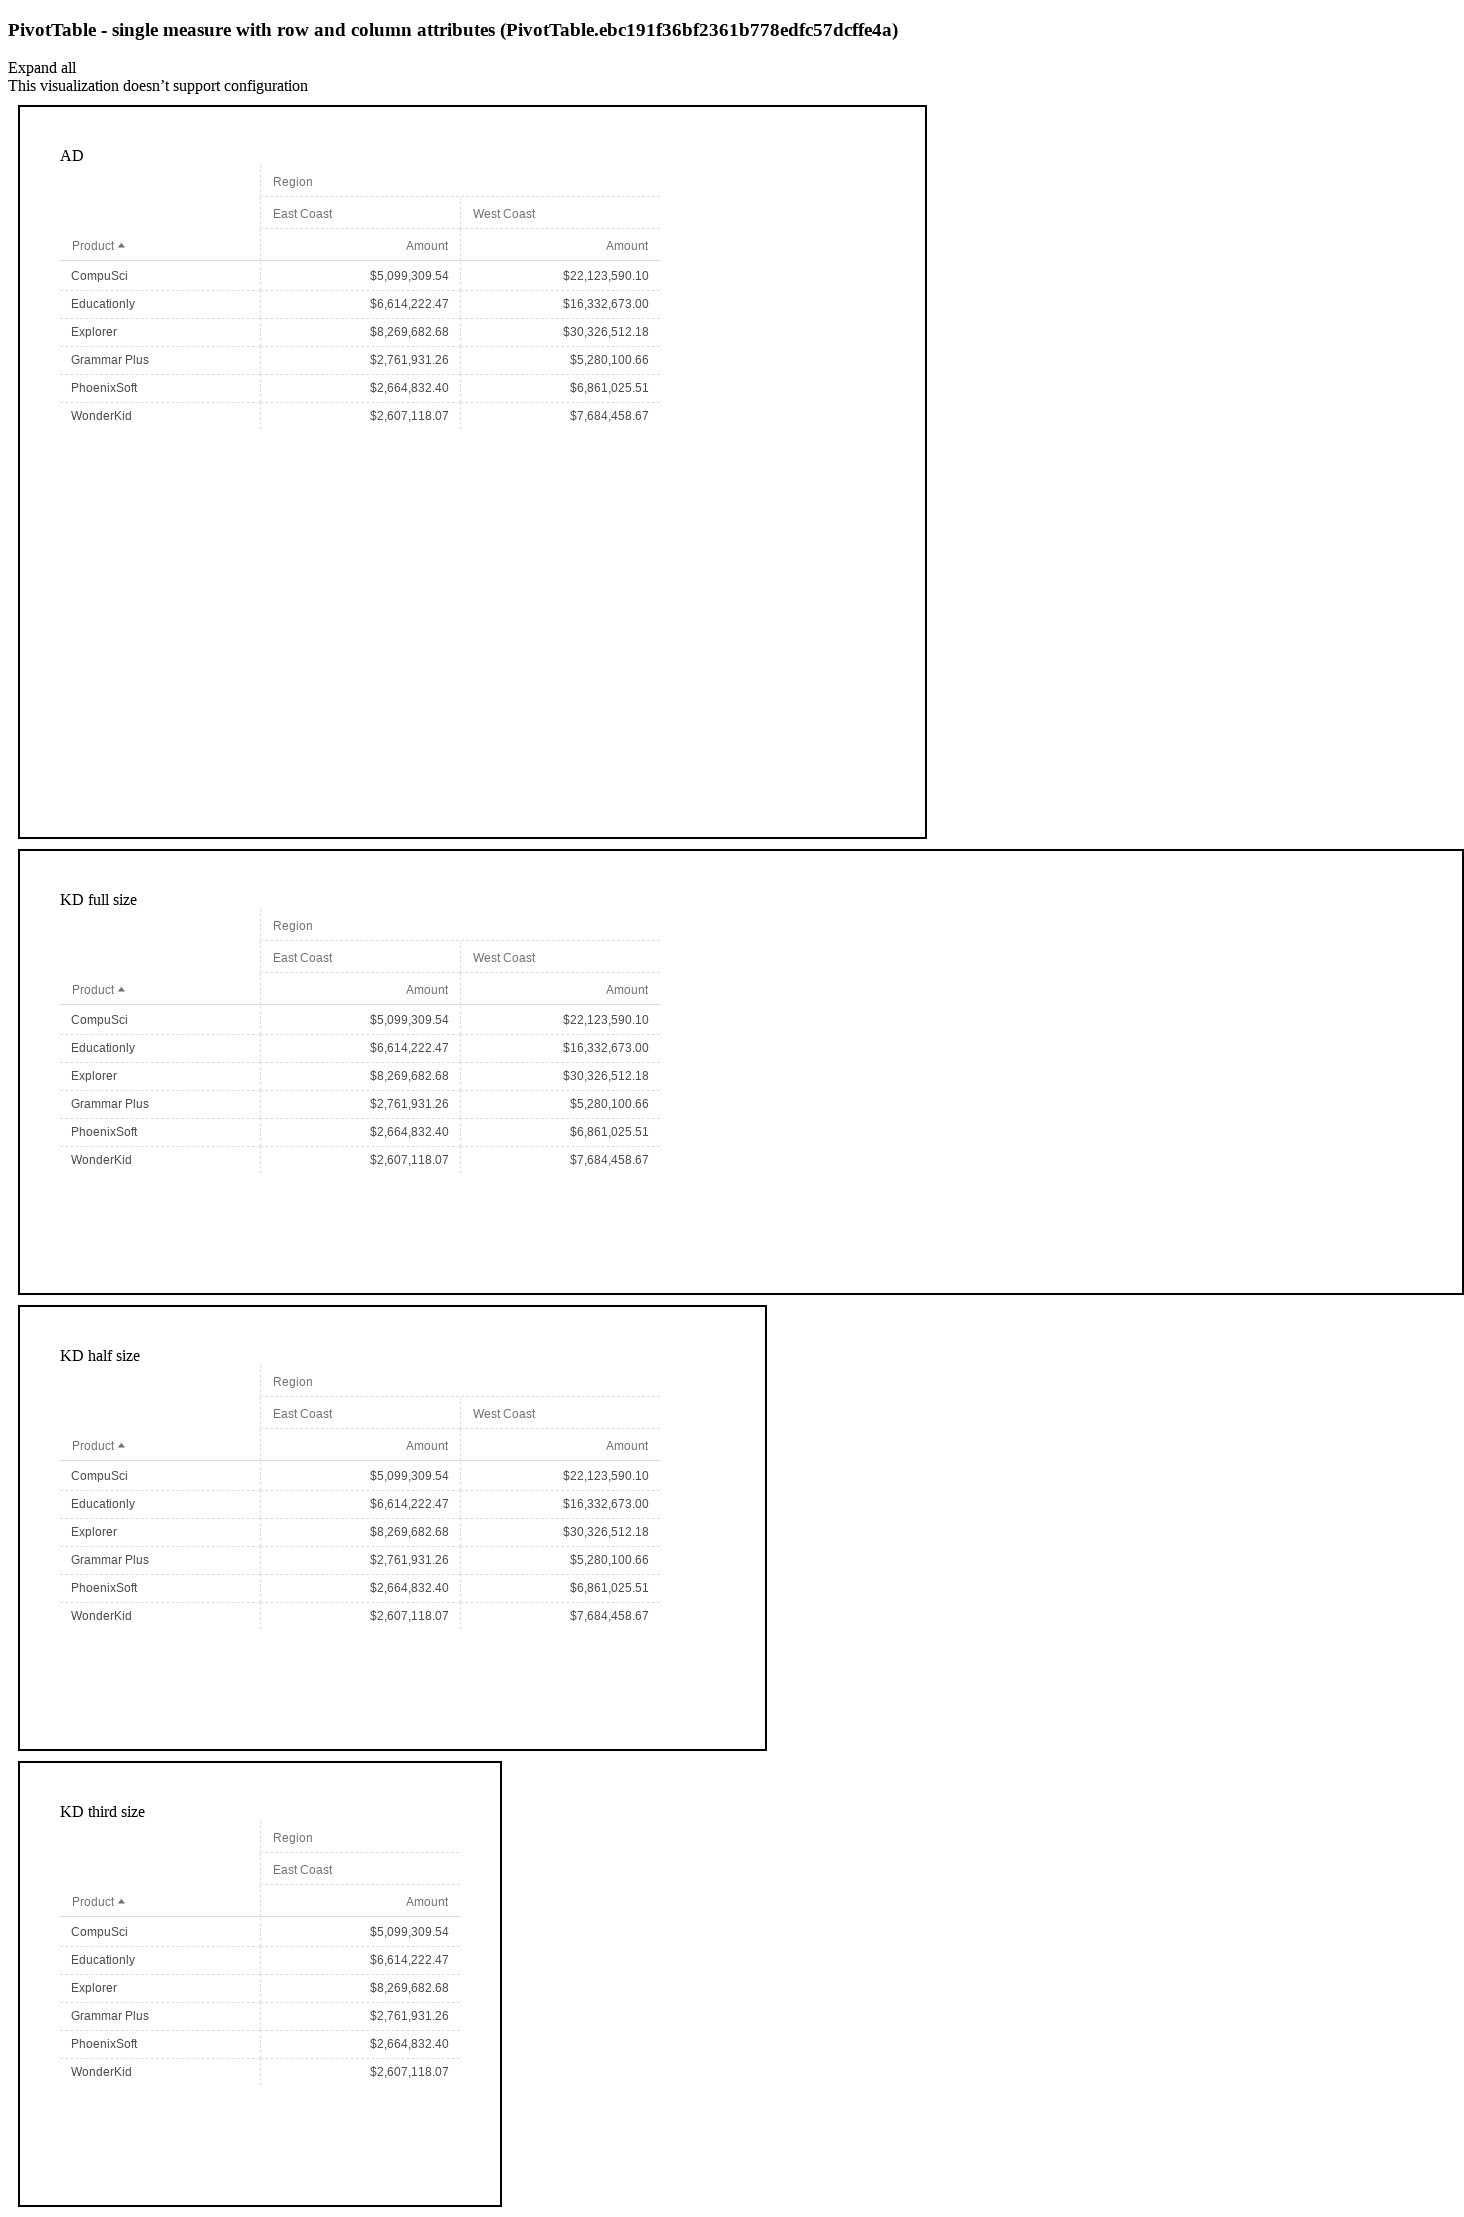 PivotTable - single measure with row and column attributes (PivotTable.ebc191f36bf2361b778edfc57dcffe4a)
Expand all
This visualization doesn’t support configuration
AD
Region
East Coast West Coast
Product Amount Amount
CompuSci $5,099,309.54 $22,123,590.10
Educationly $6,614,222.47 $16,332,673.00
Explorer $8,269,682.68 $30,326,512.18
Grammar Plus $2,761,931.26 $5,280,100.66
PhoenixSoft $2,664,832.40 $6,861,025.51
WonderKid $2,607,118.07 $7,684,458.67
KD full size
Region
East Coast West Coast
Product Amount Amount
CompuSci $5,099,309.54 $22,123,590.10
Educationly $6,614,222.47 $16,332,673.00
Explorer $8,269,682.68 $30,326,512.18
Grammar Plus $2,761,931.26 $5,280,100.66
PhoenixSoft $2,664,832.40 $6,861,025.51
WonderKid $2,607,118.07 $7,684,458.67
KD half size
Region
East Coast West Coast
Product Amount Amount
CompuSci $5,099,309.54 $22,123,590.10
Educationly $6,614,222.47 $16,332,673.00
Explorer $8,269,682.68 $30,326,512.18
Grammar Plus $2,761,931.26 $5,280,100.66
PhoenixSoft $2,664,832.40 $6,861,025.51
WonderKid $2,607,118.07 $7,684,458.67
KD third size
Region
East Coast
Product Amount
CompuSci $5,099,309.54
Educationly $6,614,222.47
Explorer $8,269,682.68
Grammar Plus $2,761,931.26
PhoenixSoft $2,664,832.40
WonderKid $2,607,118.07